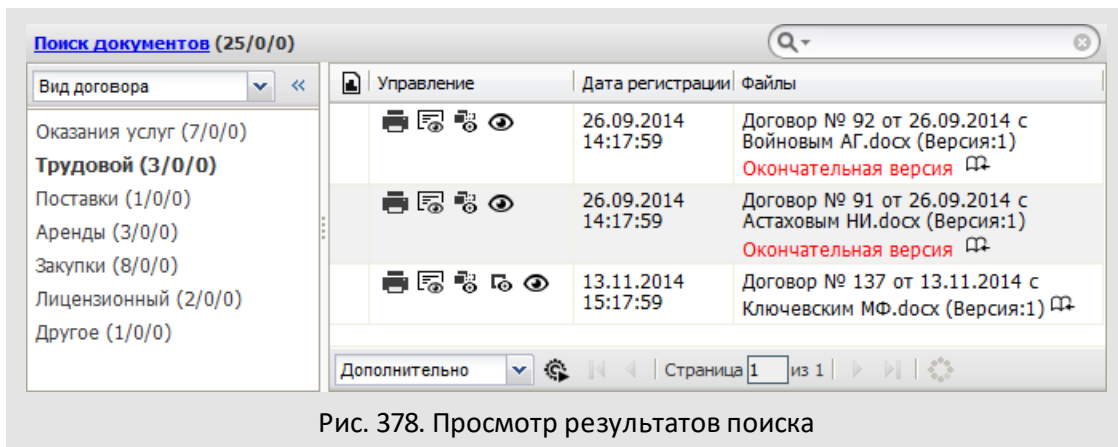 Поиск документов (25/0/0)
Вид договора
Оказания услуг (7/0/0)
Трудовой (3/0/0)
Поставки (1/0/0)
Аренды (3/0/0)
Закупки (8/0/0)
Лицензионный (2/0/0)
Другое (1/0/0)
Управление Дата регистрации Файлы
26.09.2014
14:17:59
Договор № 92 от 26.09.2014 с
Войновым АГ.docx (Версия:1)
Окончательная версия
26.09.2014
14:17:59
Договор № 91 от 26.09.2014 с
Астаховым НИ.docx (Версия:1)
Окончательная версия
13.11.2014
15:17:59
Договор № 137 от 13.11.2014 с
Ключевским МФ.docx (Версия:1)
Дополнительно Страница 1 из 1
Рис. 378. Просмотр результатов поиска